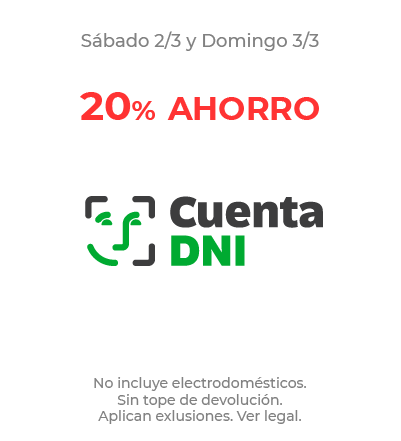 Sábado 2/3 y Domingo 3/3
20% AHORRO
Cuenta
DNI
No incluye electrodomésticos.
Sin tope de devolución.
Aplican exlusiones. Ver legal.